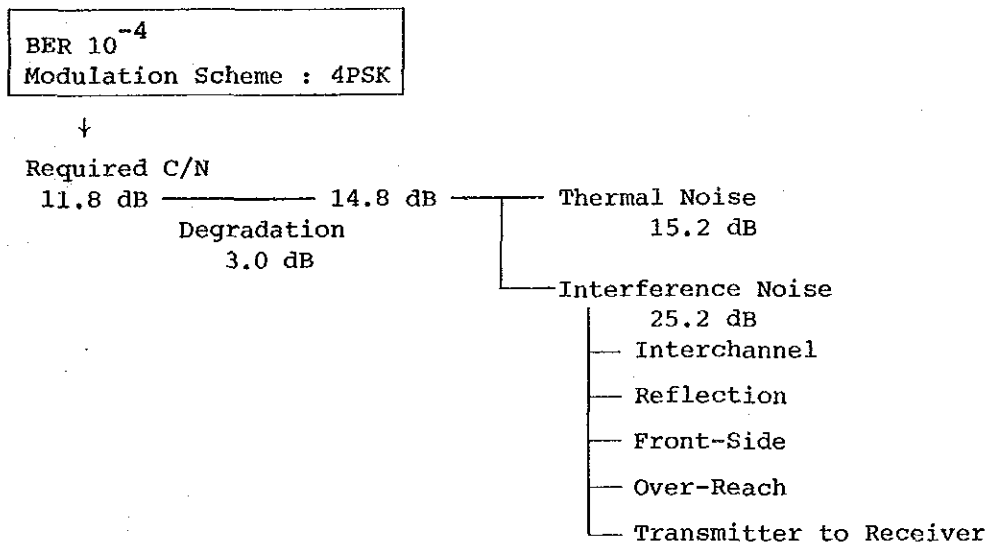 BER 10⁻⁴
Modulation Scheme : 4PSK
Required C/N
11.8 dB 14.8 dB Thermal Noise
Degradation 15.2 dB
3.0 dB
Interference Noise
25.2 dB
Interchannel
Reflection
Front-Side
Over-Reach
Transmitter to Receiver